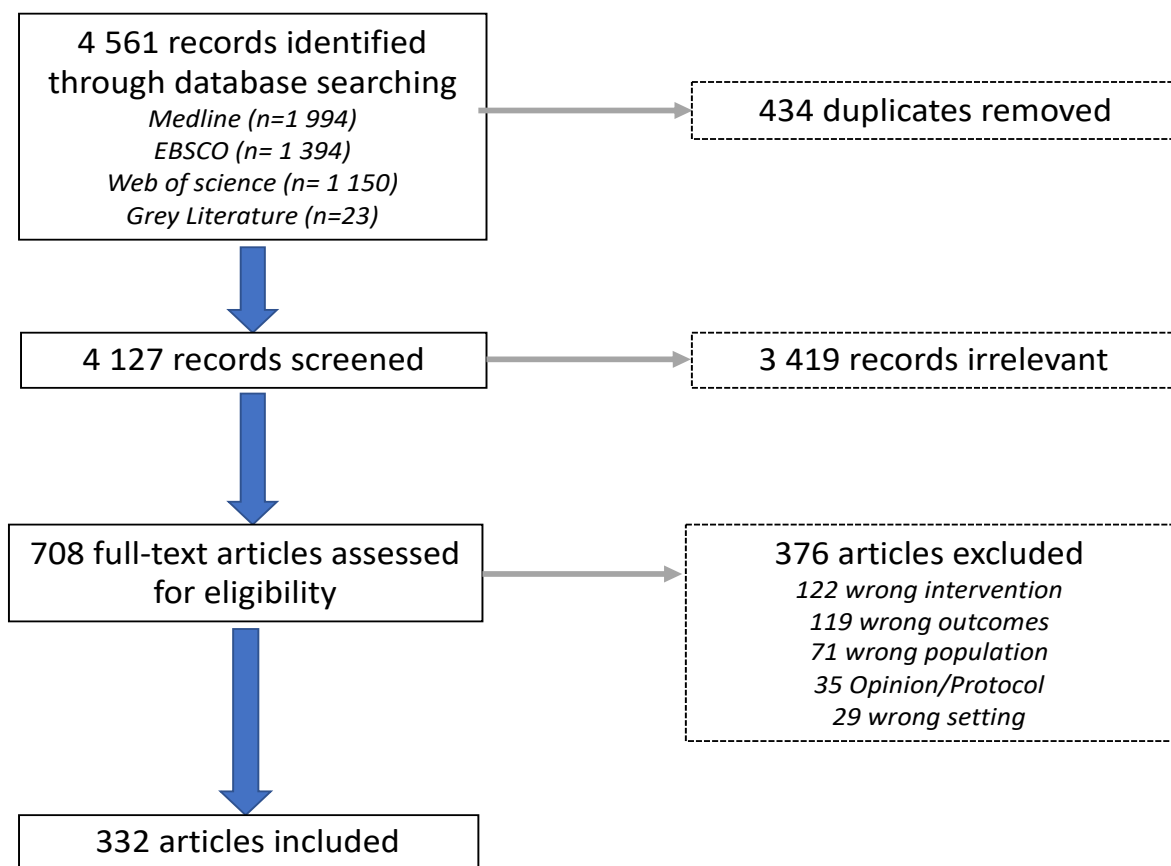 4 561 records identified
through database searching
Medline (n=1 994)
EBSCO (n= 1 394)
Web of science (n= 1 150)
Grey Literature (n=23)
434 duplicates removed
4 127 records screened
3 419 records irrelevant
708 full-text articles assessed
for eligibility
376 articles excluded
122 wrong intervention
119 wrong outcomes
71 wrong population
35 Opinion/Protocol
29 wrong setting
332 articles included